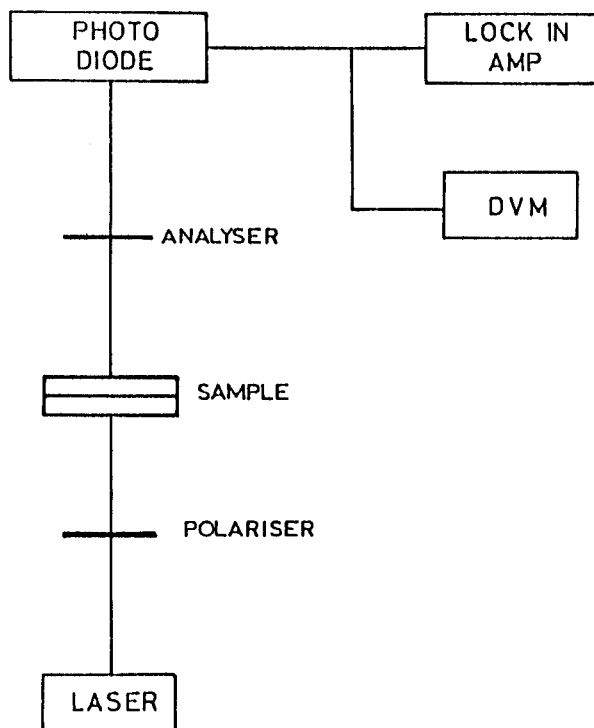 PHOTO
DIODE
LOCK IN
AMP
DVM
ANALYSER
SAMPLE
POLARISER
LASER